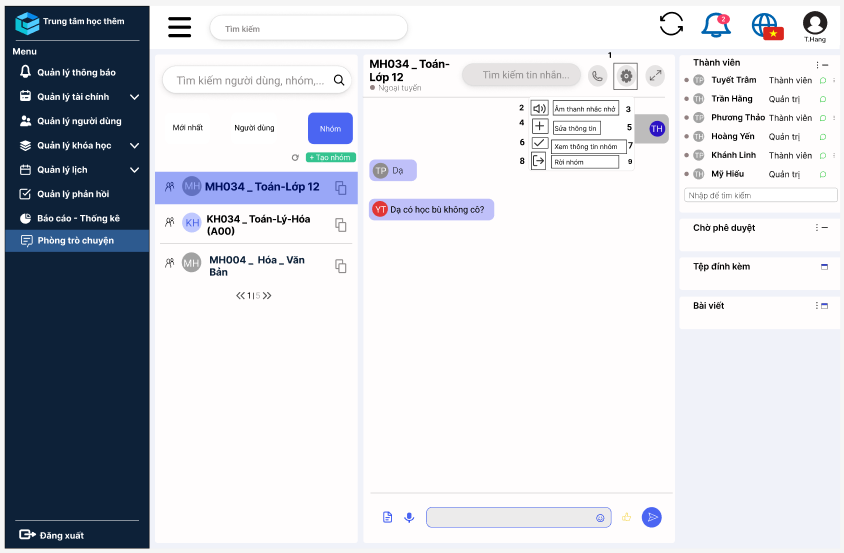 Trung tâm học thêm
Menu
Quản lý thông báo
Quản lý tài chính
Quản lý người dùng
Quản lý khóa học
Quản lý lịch
Quản lý phản hồi
Báo cáo - Thống kê
Phòng trò chuyện
Đăng xuất
Tìm kiếm
2
T.Hang
Tìm kiếm người dùng, nhóm,...
Mới nhất
Người dùng
Nhóm
+ Tạo nhóm
MH
MH034 _ Toán-Lớp 12
KH
KH034 _ Toán-Lý-Hóa
(A00)
MH
MH004 _ Hóa _ Văn
Bản
1|5
MH034 _ Toán-
Lớp 12
Ngoại tuyến
Tìm kiếm tin nhắn...
1
2
Âm thanh nhắc nhở
3
4
Sửa thông tin
5
6
Xem thông tin nhóm
7
8
Rời nhóm
9
TH
TP
Dạ
YT
Dạ có học bù không cô?
Thành viên
TP
Tuyết Trâm
Thành viên
TH
Trần Hằng
Quản trị
TP
Phương Thảo
Thành viên
TH
Hoàng Yến
Quản trị
TP
Khánh Linh
Thành viên
TH
Mỹ Hiếu
Quản trị
Nhập để tìm kiếm
Chờ phê duyệt
Tệp đính kèm
Bài viết